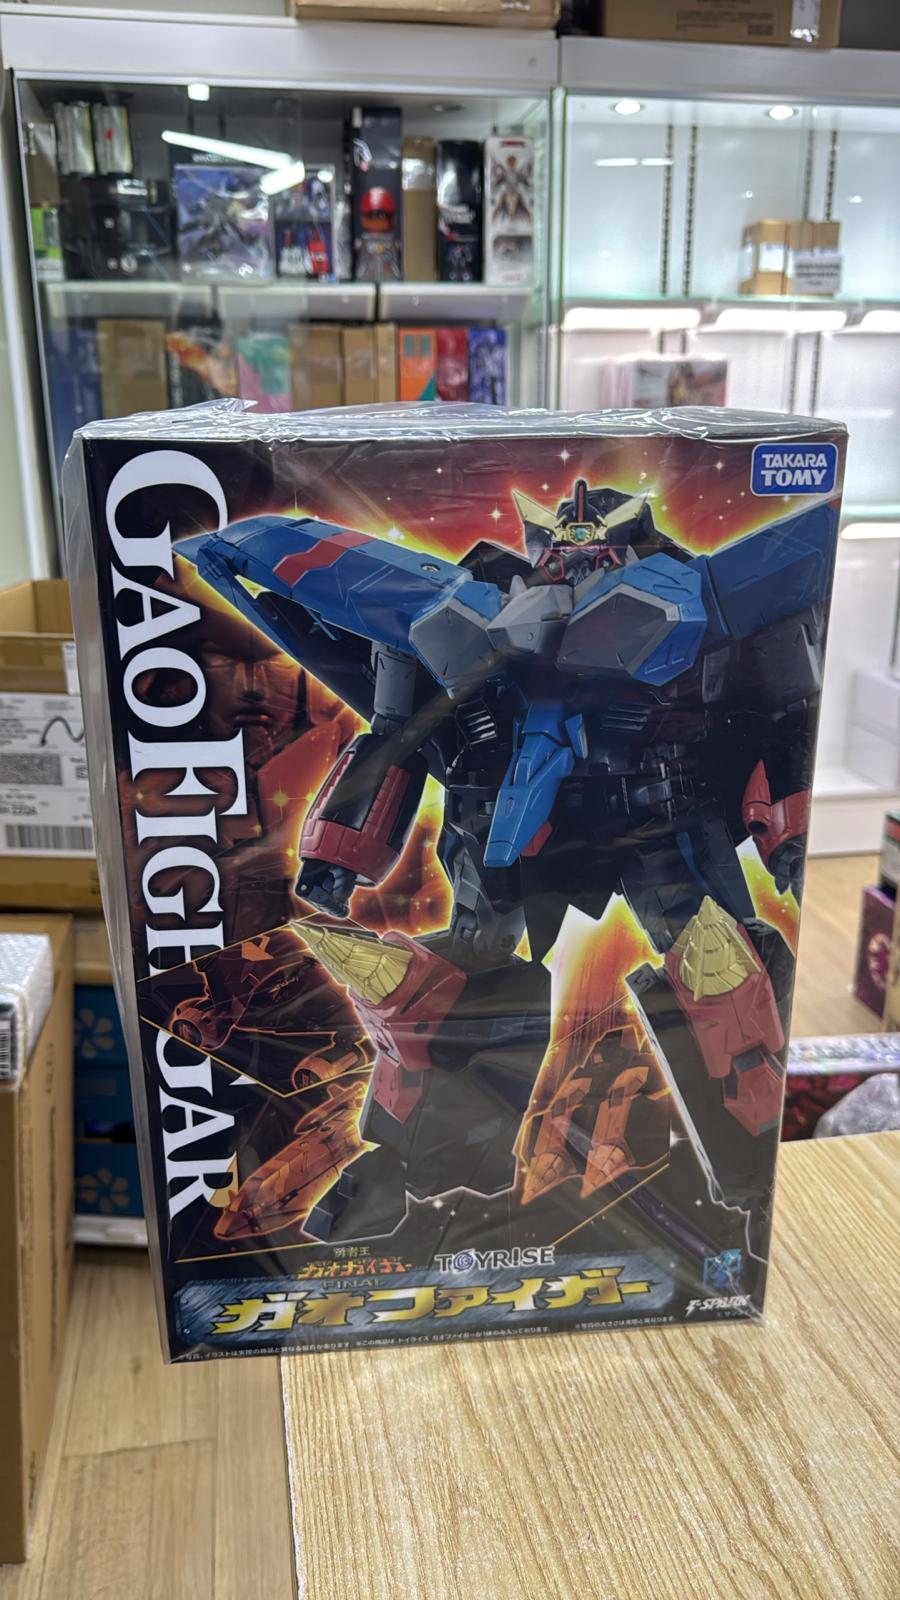 TAKARA
TOMY
GAOFIGHGAR
勇者王
ガオガイガー
FINAL
TOYRISE
ガオファイガー
T-SPARK